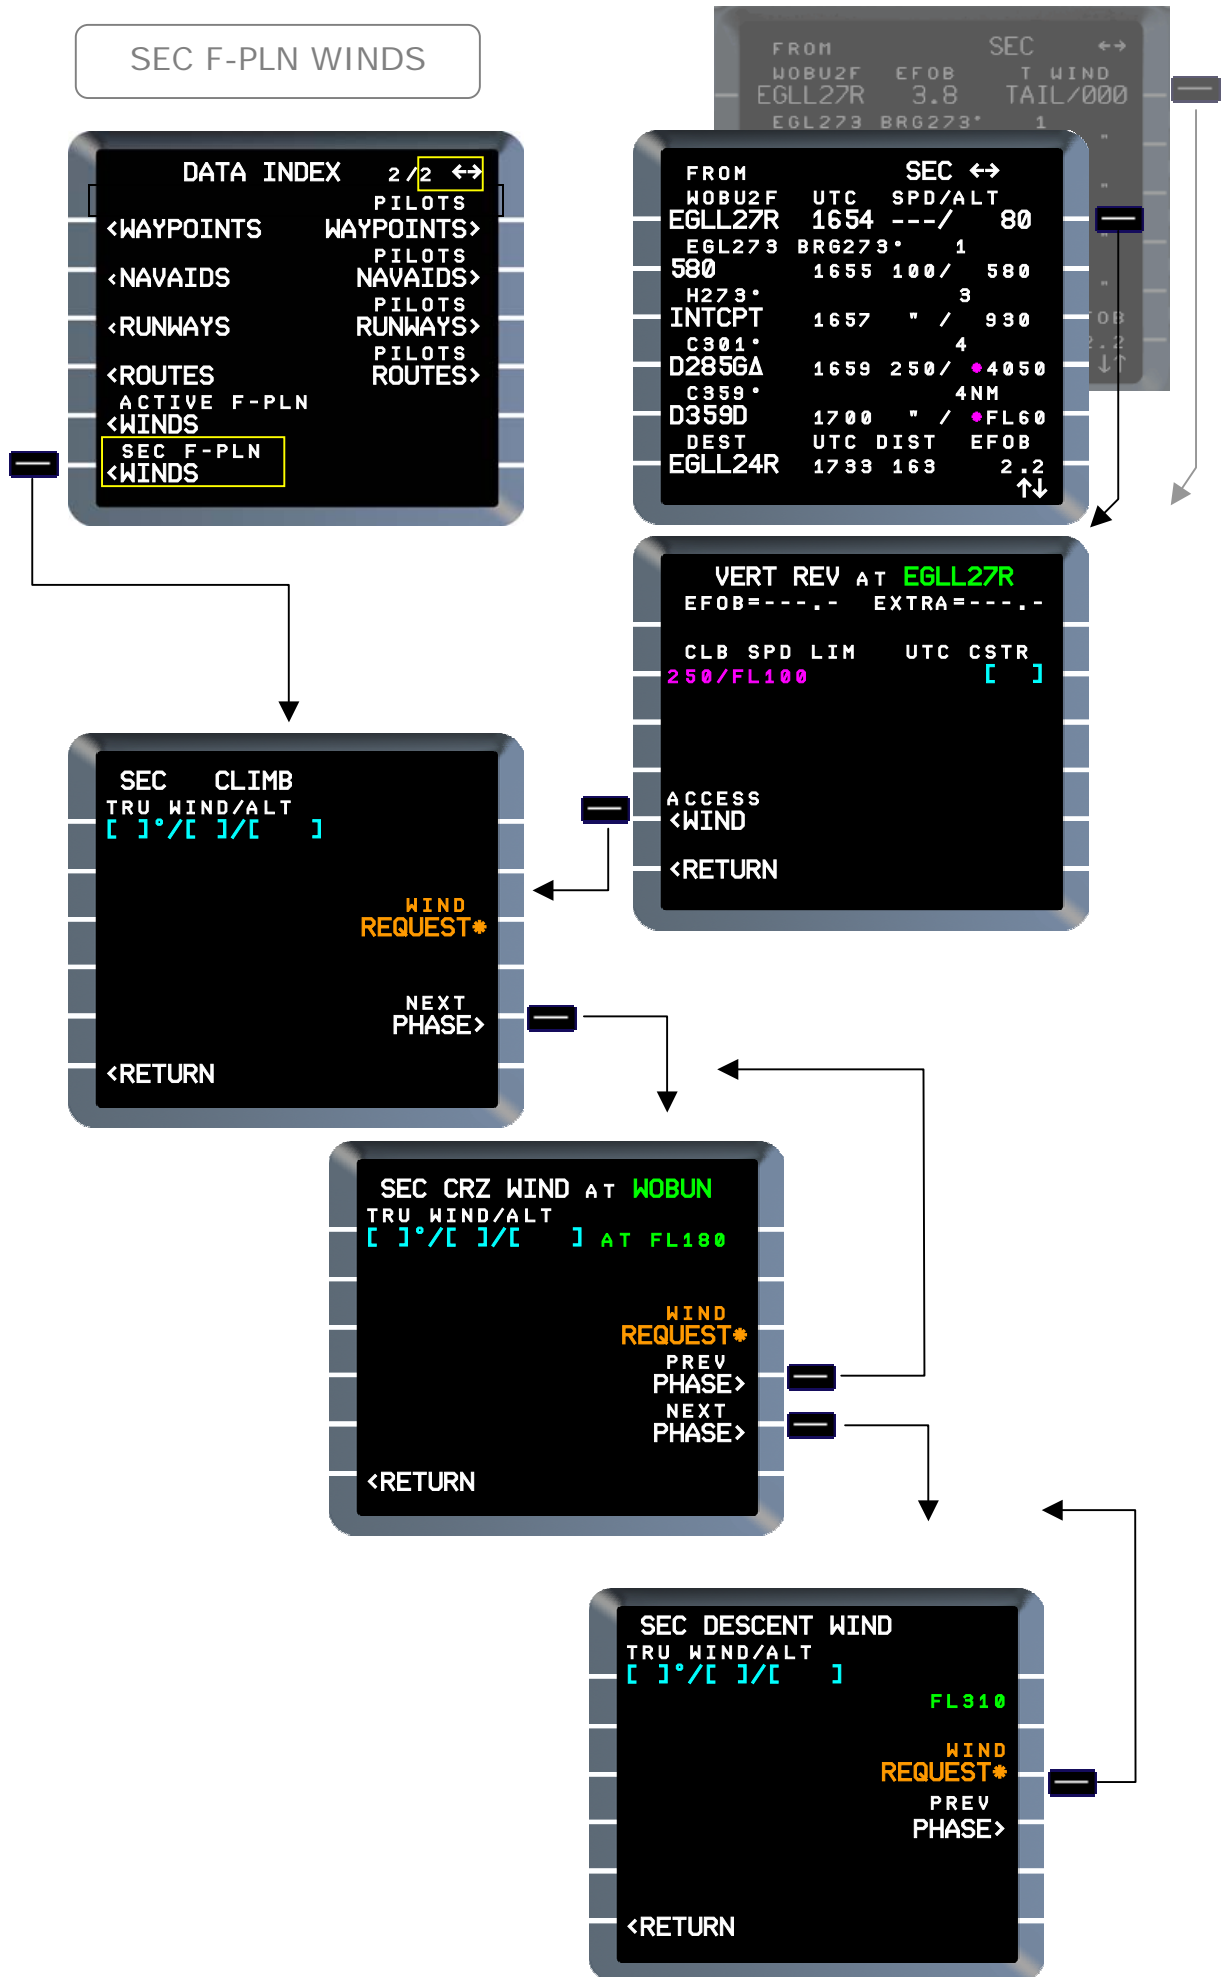 SEC F-PLN WINDS
FROM SEC ←→
WOBU2F EFOB T WIND
EGLL27R 3.8 TAIL/000
EGL273 BRG273° 1
"
"
"
"
OB
2.2
↓↑
DATA INDEX 2/2 ←→
PILOTS
<WAYPOINTS WAYPOINTS>
PILOTS
<NAVAIDS NAVAIDS>
PILOTS
<RUNWAYS RUNWAYS>
PILOTS
<ROUTES ROUTES>
ACTIVE F-PLN
<WINDS
SEC F-PLN
<WINDS
FROM SEC ←→
WOBU2F UTC SPD/ALT
EGLL27R 1654 ---/ 80
EGL273 BRG273° 1
580 1655 100/ 580
H273° 3
INTCPT 1657 " / 930
C301° 4
D285GΔ 1659 250/ *4050
C359° 4NM
D359D 1700 " / *FL60
DEST UTC DIST EFOB
EGLL24R 1733 163 2.2
↑↓
VERT REV AT EGLL27R
EFOB=---.- EXTRA=---.-
CLB SPD LIM UTC CSTR
250/FL100 [ ]
ACCESS
<WIND
<RETURN
SEC CLIMB
TRU WIND/ALT
[ ]°/[ ]/[ ]
WIND
REQUEST*
NEXT
PHASE>
<RETURN
SEC CRZ WIND AT WOBUN
TRU WIND/ALT
[ ]°/[ ]/[ ] AT FL180
WIND
REQUEST*
PREV
PHASE>
NEXT
PHASE>
<RETURN
SEC DESCENT WIND
TRU WIND/ALT
[ ]°/[ ]/[ ]
FL310
WIND
REQUEST*
PREV
PHASE>
<RETURN